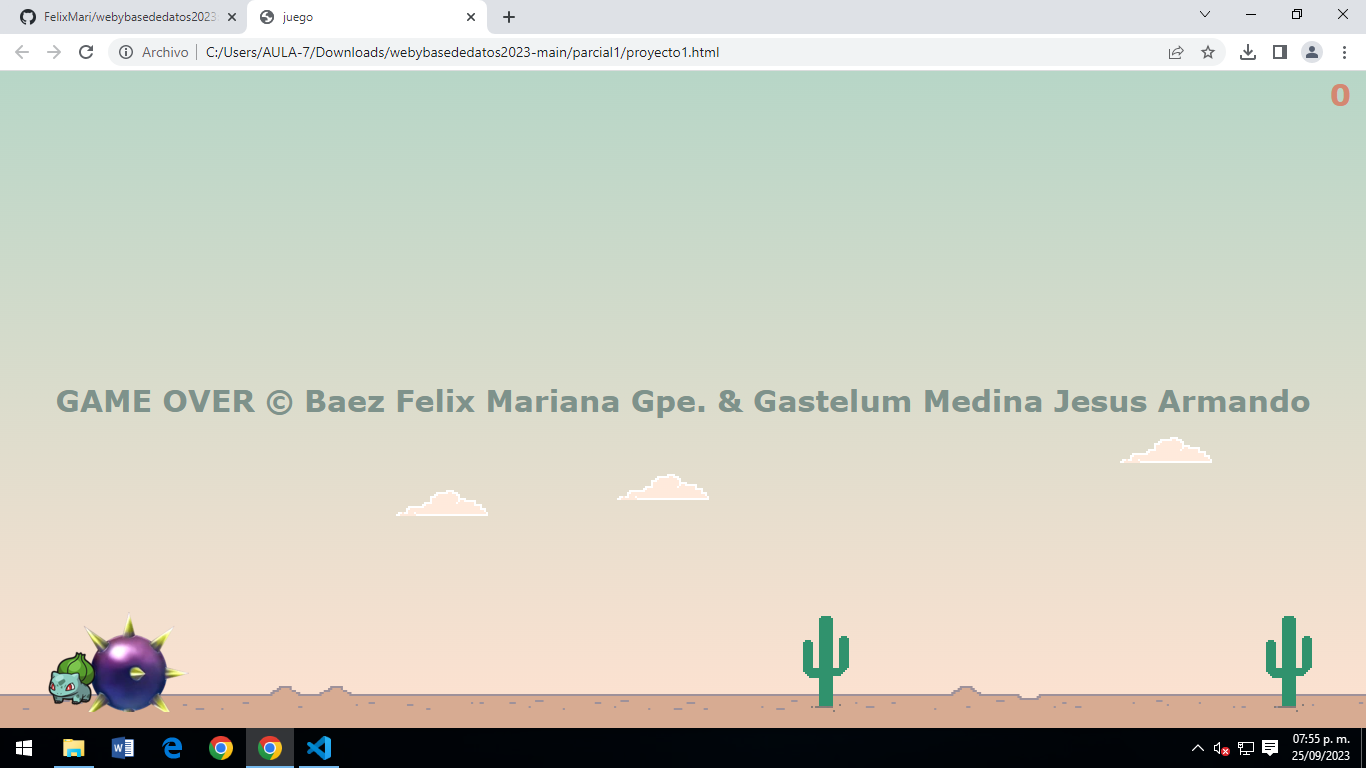 FelixMari/webybasededatos2023
juego
Archivo
C:/Users/AULA-7/Downloads/webybasededatos2023-main/parcial1/proyecto1.html
0
GAME OVER © Baez Felix Mariana Gpe. & Gastelum Medina Jesus Armando
07:55 p. m.
25/09/2023